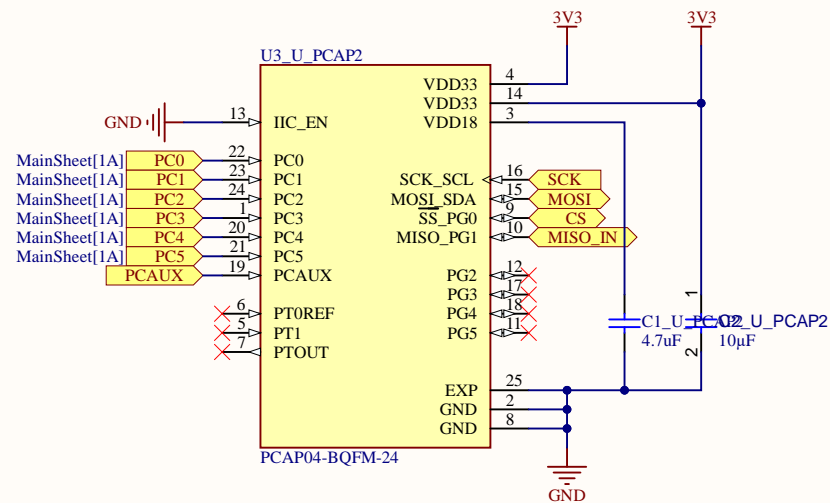 3V3 3V3
U3_U_PCAP2
VDD33 4
VDD33 14
GND 13 IIC_EN VDD18 3
MainSheet[1A] PC0 22 PC0
MainSheet[1A] PC1 23 PC1 SCK_SCL 16 SCK
MainSheet[1A] PC2 24 PC2 MOSI_SDA 15 MOSI
MainSheet[1A] PC3 1 PC3 SS_PG0 9 CS
MainSheet[1A] PC4 20 PC4 MISO_PG1 10 MISO_IN
MainSheet[1A] PC5 21 PC5
PCAUX 19 PCAUX PG2 12
PG3 17 1
6 PT0REF PG4 18
5 PT1 PG5 11 C1_U_PCAP2 C2_U_PCAP2
7 PTOUT 4.7uF 2 10µF
EXP 25
GND 2
GND 8
PCAP04-BQFM-24
GND